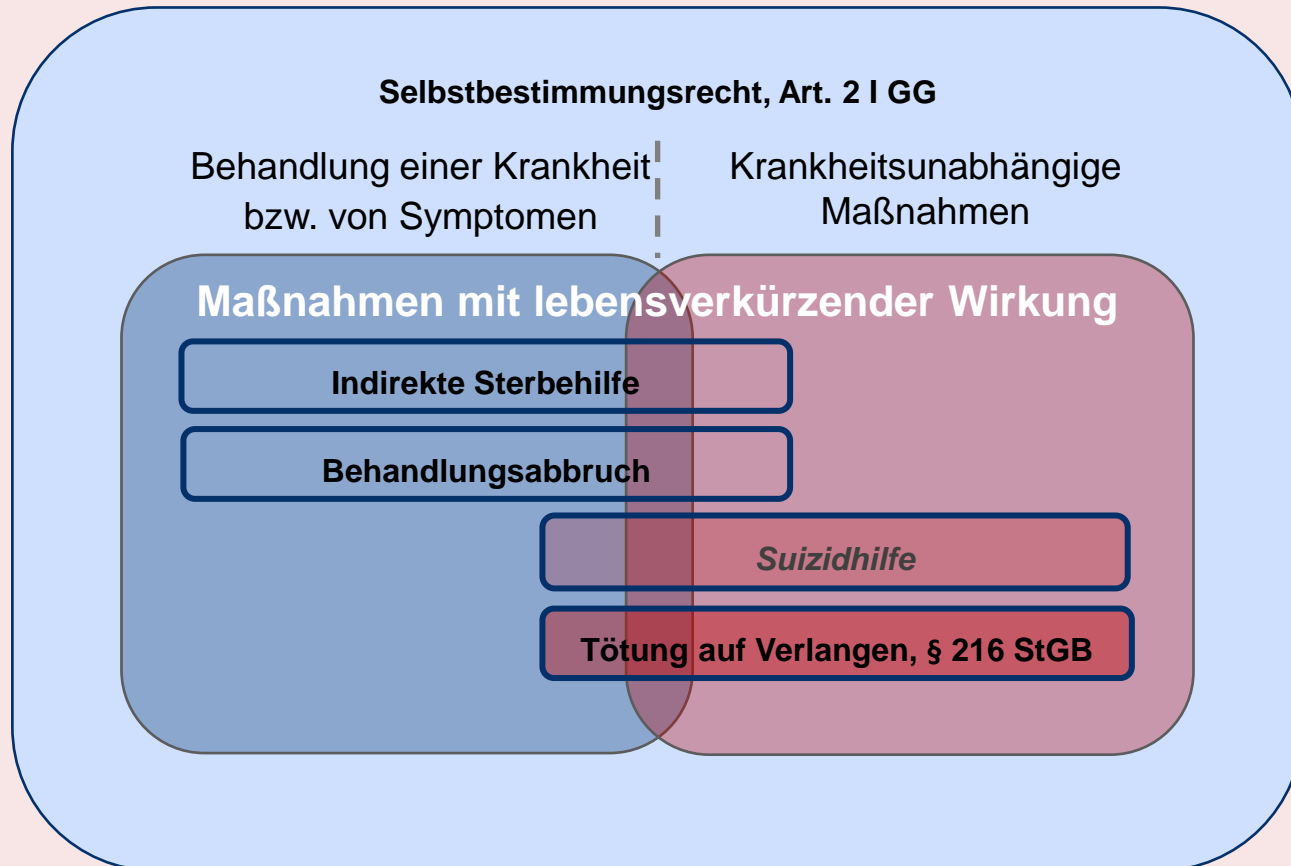 Selbstbestimmungsrecht, Art. 2 I GG
Behandlung einer Krankheit
bzw. von Symptomen
Krankheitsunabhängige
Maßnahmen
Maßnahmen mit lebensverkürzender Wirkung
Indirekte Sterbehilfe
Behandlungsabbruch
Suizidhilfe
Tötung auf Verlangen, § 216 StGB